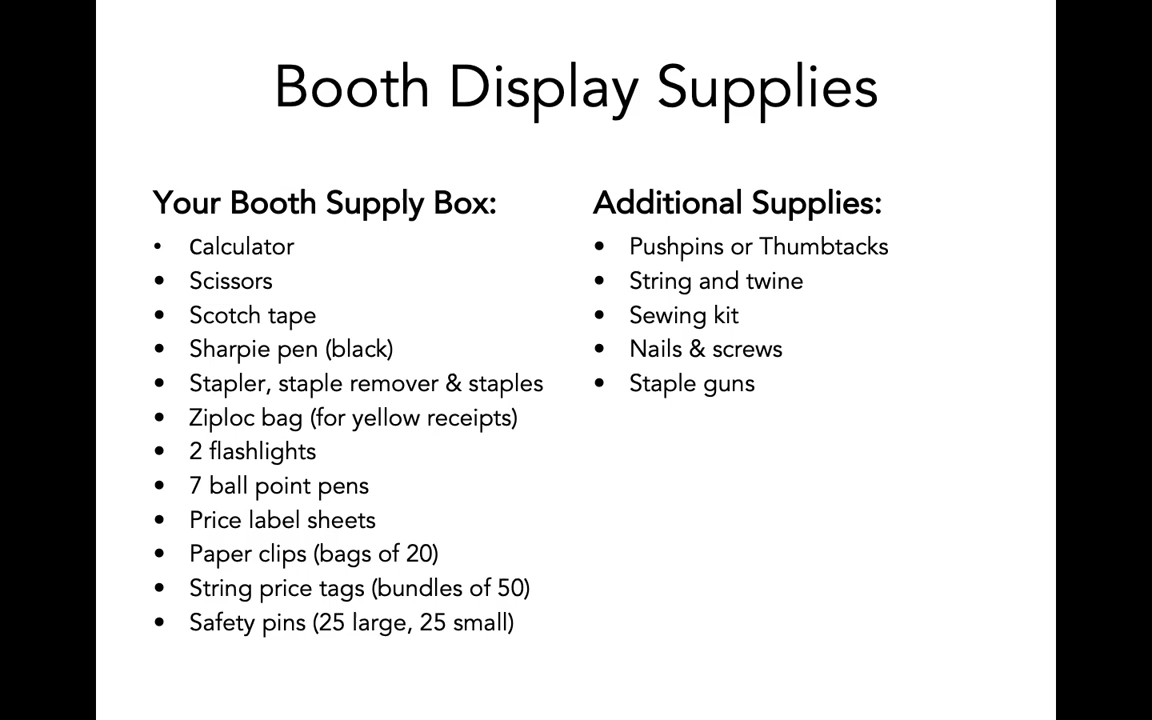 Booth Display Supplies
Your Booth Supply Box:
• Calculator
• Scissors
• Scotch tape
• Sharpie pen (black)
• Stapler, staple remover & staples
• Ziploc bag (for yellow receipts)
• 2 flashlights
• 7 ball point pens
• Price label sheets
• Paper clips (bags of 20)
• String price tags (bundles of 50)
• Safety pins (25 large, 25 small)
Additional Supplies:
• Pushpins or Thumbtacks
• String and twine
• Sewing kit
• Nails & screws
• Staple guns